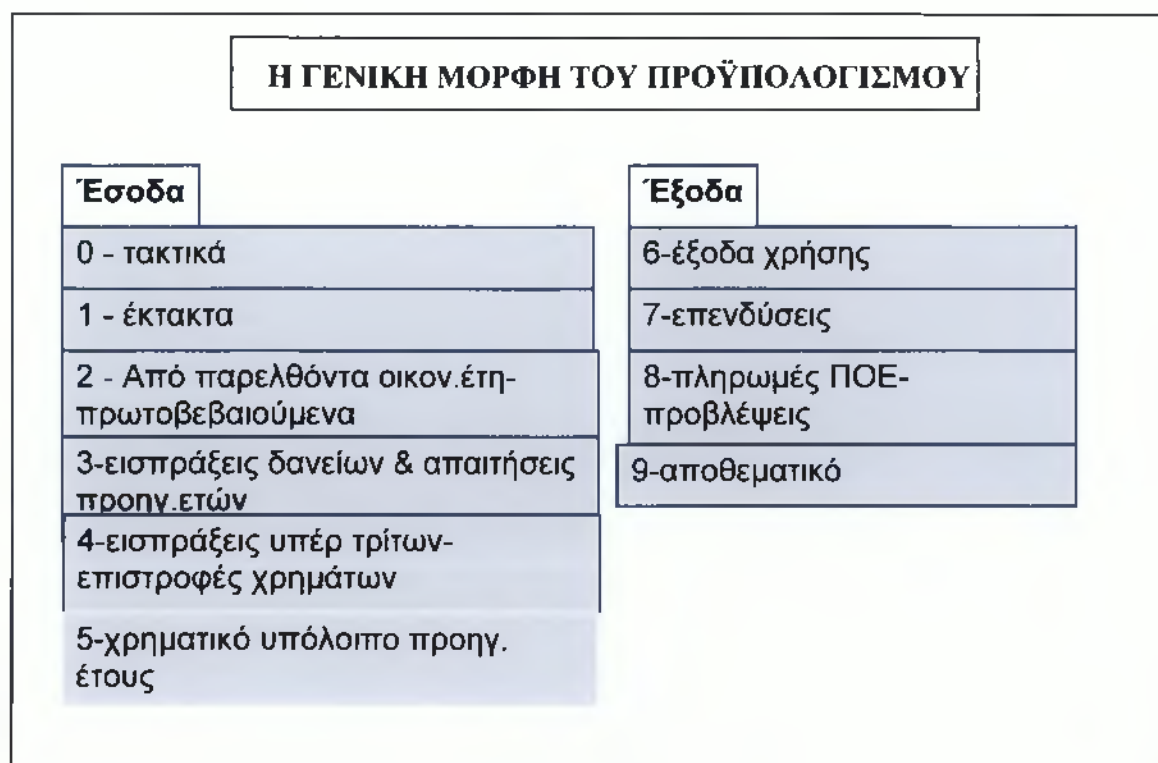 Η ΓΕΝΙΚΗ ΜΟΡΦΗ ΤΟΥ ΠΡΟΫΠΟΛΟΓΙΣΜΟΥ
Έσοδα
0 - τακτικά
1 - έκτακτα
2 - Από παρελθόντα οικον.έτη-
πρωτοβεβαιούμενα
3-εισπράξεις δανείων & απαιτήσεις
προηγ.ετών
4-εισπράξεις υπέρ τρίτων-
επιστροφές χρημάτων
5-χρηματικό υπόλοιπο προηγ.
έτους
Έξοδα
6-έξοδα χρήσης
7-επενδύσεις
8-πληρωμές ΠΟΕ-
προβλέψεις
9-αποθεματικό